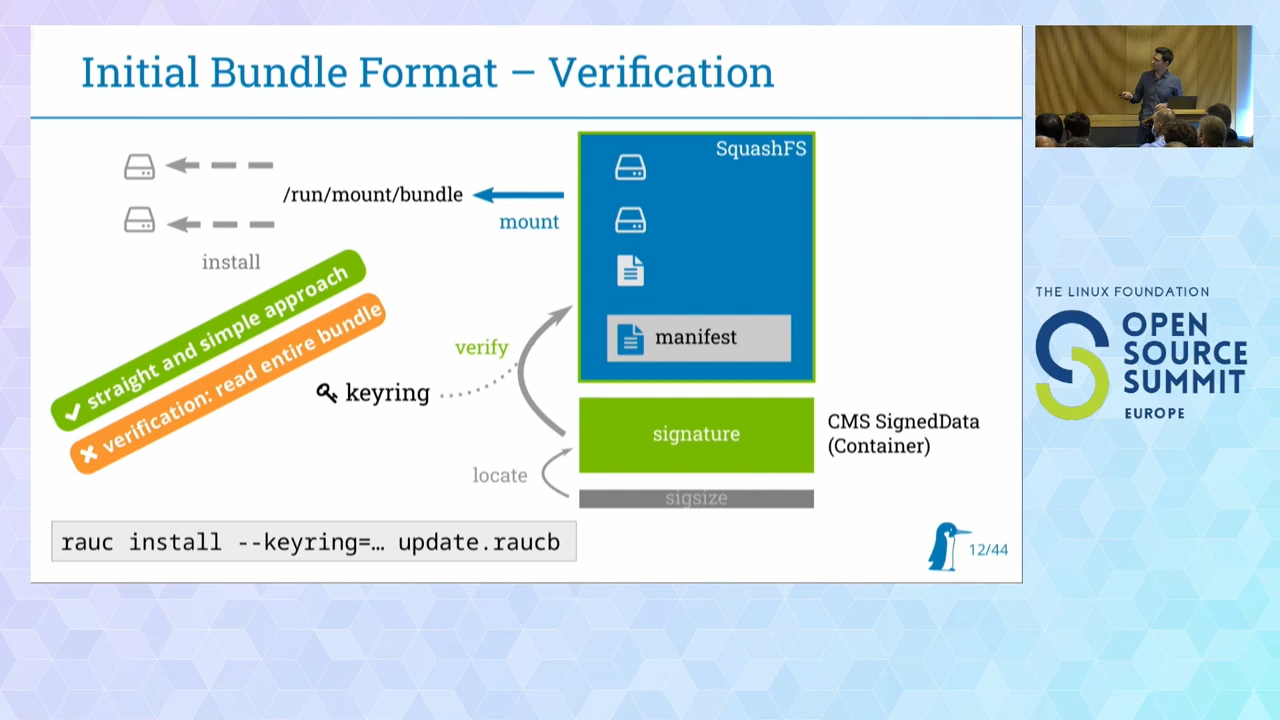 Initial Bundle Format – Verification
SquashFS
/run/mount/bundle
mount
install
straight and simple approach
verification: read entire bundle
verify
manifest
keyring
signature
CMS SignedData
(Container)
locate
sigsize
rauc install --keyring=… update.raucb
12/44
THE LINUX FOUNDATION
OPEN
SOURCE
SUMMIT
EUROPE